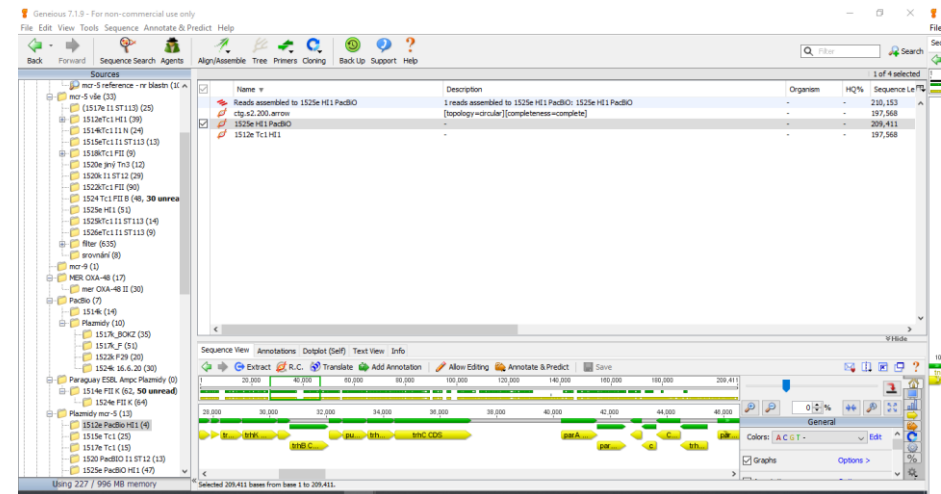 Geneious 7.1.9 - For non-commercial use only
File Edit View Tools Sequence Annotate & Predict Help
Back Forward Sequence Search Agents Align/Assemble Tree Primers Cloning Back Up Support Help
Filter Search
Sources
1 of 4 selected
Name Description Organism HQ% Sequence Le
Reads assembled to 1525e HI1 PacBIO 1 reads assembled to 1525e HI1 PacBIO: 1525e HI1 PacBIO - - 210,153
ctg.s2.200.arrow [topology=circular][completeness=complete] - - 197,568
1525e HI1 PacBIO - - - 209,411
1512e Tc1 HI1 - - - 197,568
mcr-5 reference - nr blastn (1(
mcr-5 vše (33)
(1517e I1 ST113) (25)
1512eTc1 HI1 (39)
1514kTc1 I1 N (24)
1515eTc1 I1 ST113 (13)
1518kTc1 FII (9)
1520e jiný Tn3 (12)
1520k I1 ST12 (29)
1522kTc1 FII (90)
1524 Tc1 FII B (48, 30 unrea
1525e HI1 (51)
1525kTc1 I1 ST113 (14)
1526eTc1 I1 ST113 (9)
filter (635)
srovnání (8)
mcr-9 (1)
MER OXA-48 (17)
mer OXA-48 II (30)
PacBio (7)
1514k (14)
Plazmidy (10)
1517k_BOKZ (35)
1517k_F (51)
1522k F29 (20)
1524k 16.6.20 (30)
Paraguay ESBL Ampc Plazmidy (0)
1514e FII K (62, 50 unread)
1524e FII K (64)
Plazmidy mcr-5 (13)
1512e PacBio HI1 (4)
1515e Tc1 (25)
1517e Tc1 (15)
1520 PacBIO I1 ST12 (13)
1525e PacBIO HI1 (47)
Using 227 / 996 MB memory
Hide
Sequence View Annotations Dotplot (Self) Text View Info
Extract R.C. Translate Add Annotation Allow Editing Annotate & Predict Save
1 20,000 40,000 60,000 80,000 100,000 120,000 140,000 160,000 180,000 209,411
28,000 30,000 32,000 34,000 36,000 38,000 40,000 42,000 44,000 46,000
tr... trhK... pu... trh... trhC CDS parA ... C...
trhB C... par... c trh...
0 %
General
Colors: A C G T - Edit
Graphs Options >
Selected 209,411 bases from base 1 to 209,411.
File